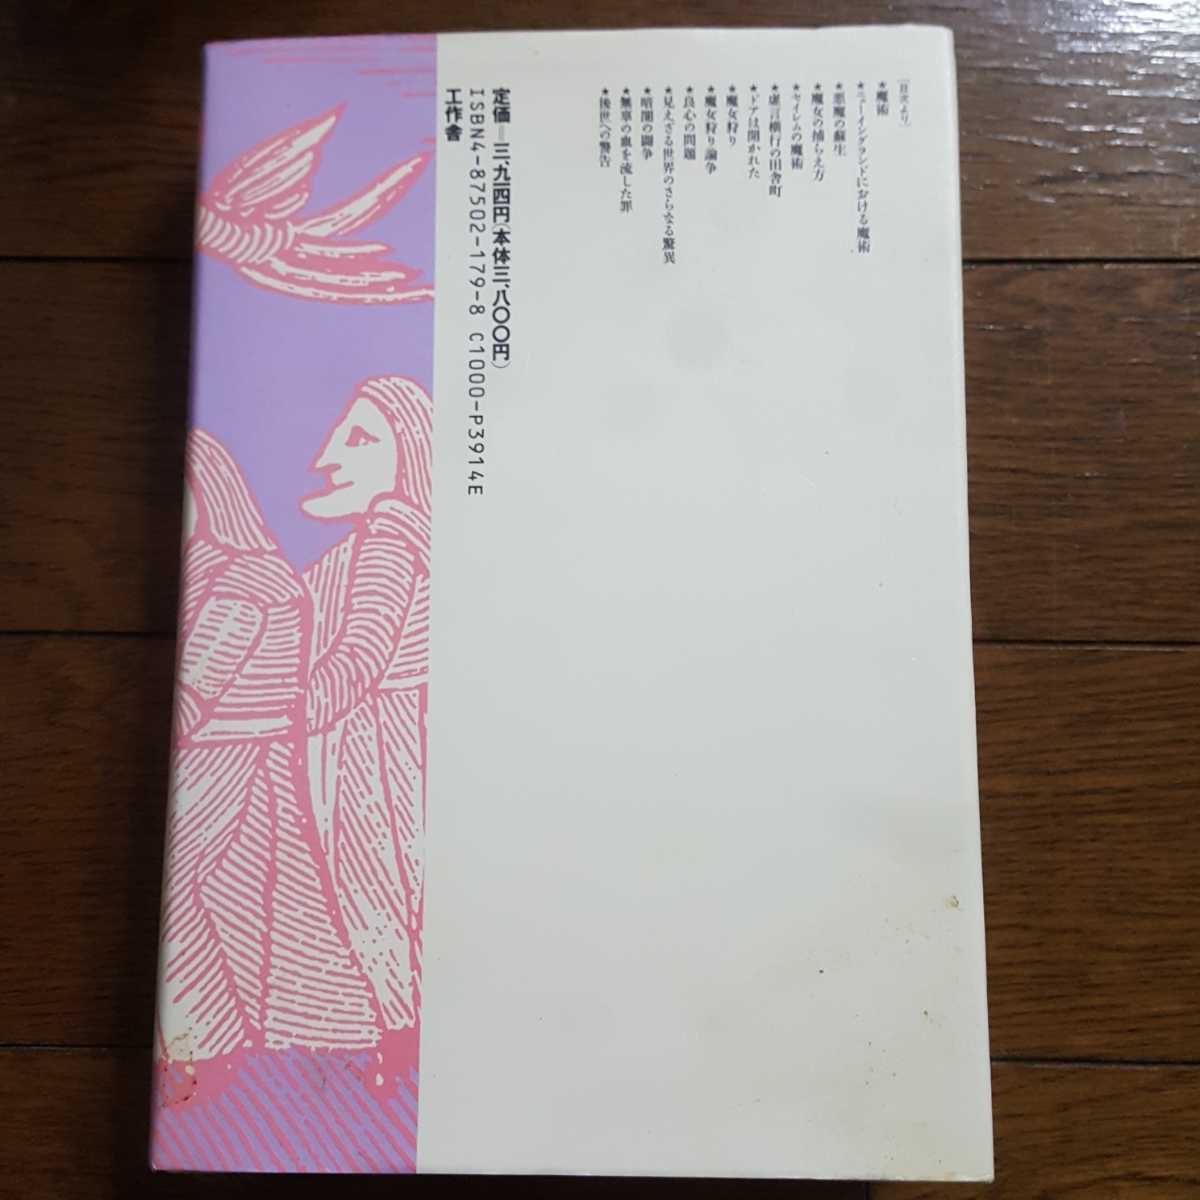 ［目次より］
★魔術
★ニューイングランドにおける魔術
★悪魔の蘇生
★魔女の捕らえ方
★セイレムの魔術
★虚言横行の田舎町
★ドアは開かれた
★魔女狩り
★魔女狩り論争
★良心の問題
★見えざる世界のさらなる驚異
★暗闇の闘争
★無辜の血を流した罪
★後世への警告
定価＝三、九一四円（本体三、八〇〇円）
ISBN4-87502-179-8 C1000-P3914E
工作舎